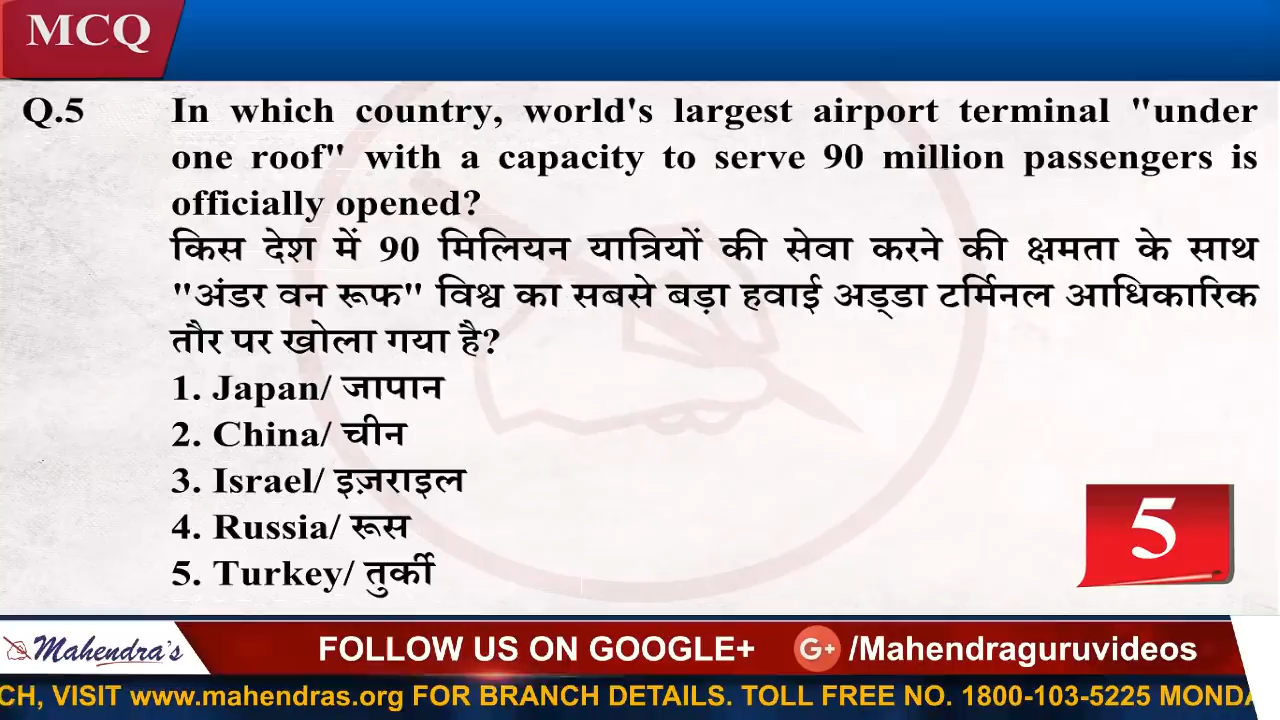 MCQ
Q.5 In which country, world's largest airport terminal "under
one roof" with a capacity to serve 90 million passengers is
officially opened?
किस देश में 90 मिलियन यात्रियों की सेवा करने की क्षमता के साथ
"अंडर वन रूफ" विश्व का सबसे बड़ा हवाई अड्डा टर्मिनल आधिकारिक
तौर पर खोला गया है?
1. Japan/ जापान
2. China/ चीन
3. Israel/ इज़राइल
4. Russia/ रूस
5. Turkey/ तुर्की
5
Mahendra's
FOLLOW US ON GOOGLE+ G+ /Mahendraguruvideos
CH, VISIT www.mahendras.org FOR BRANCH DETAILS. TOLL FREE NO. 1800-103-5225 MONDA